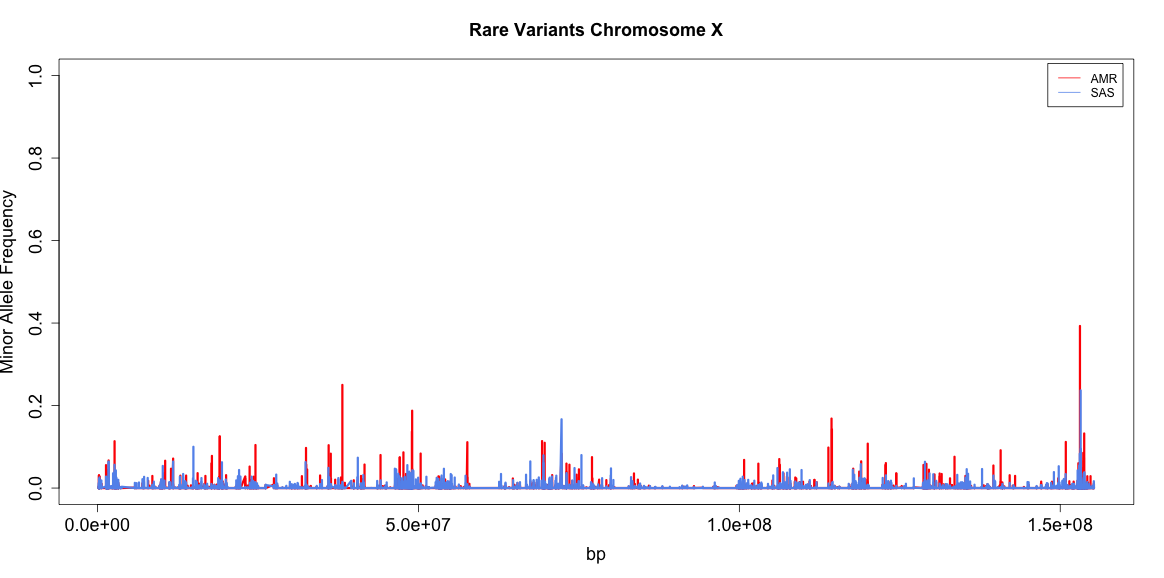 Rare Variants Chromosome X
AMR
SAS
Minor Allele Frequency
1.0
0.8
0.6
0.4
0.2
0.0
0.0e+00
5.0e+07
1.0e+08
1.5e+08
bp